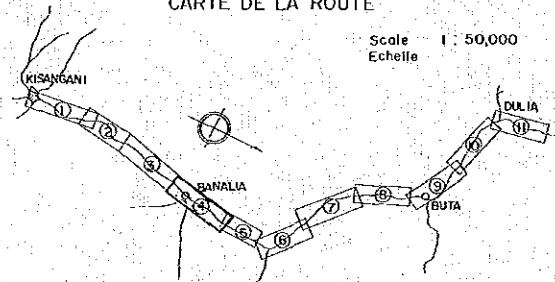 CARTE DE LA ROUTE
Scale 1 : 50,000
Echelle
KISANGANI
DULIA
1
11
2
10
3
BANALIA
9
8
4
7
BUTA
5
6